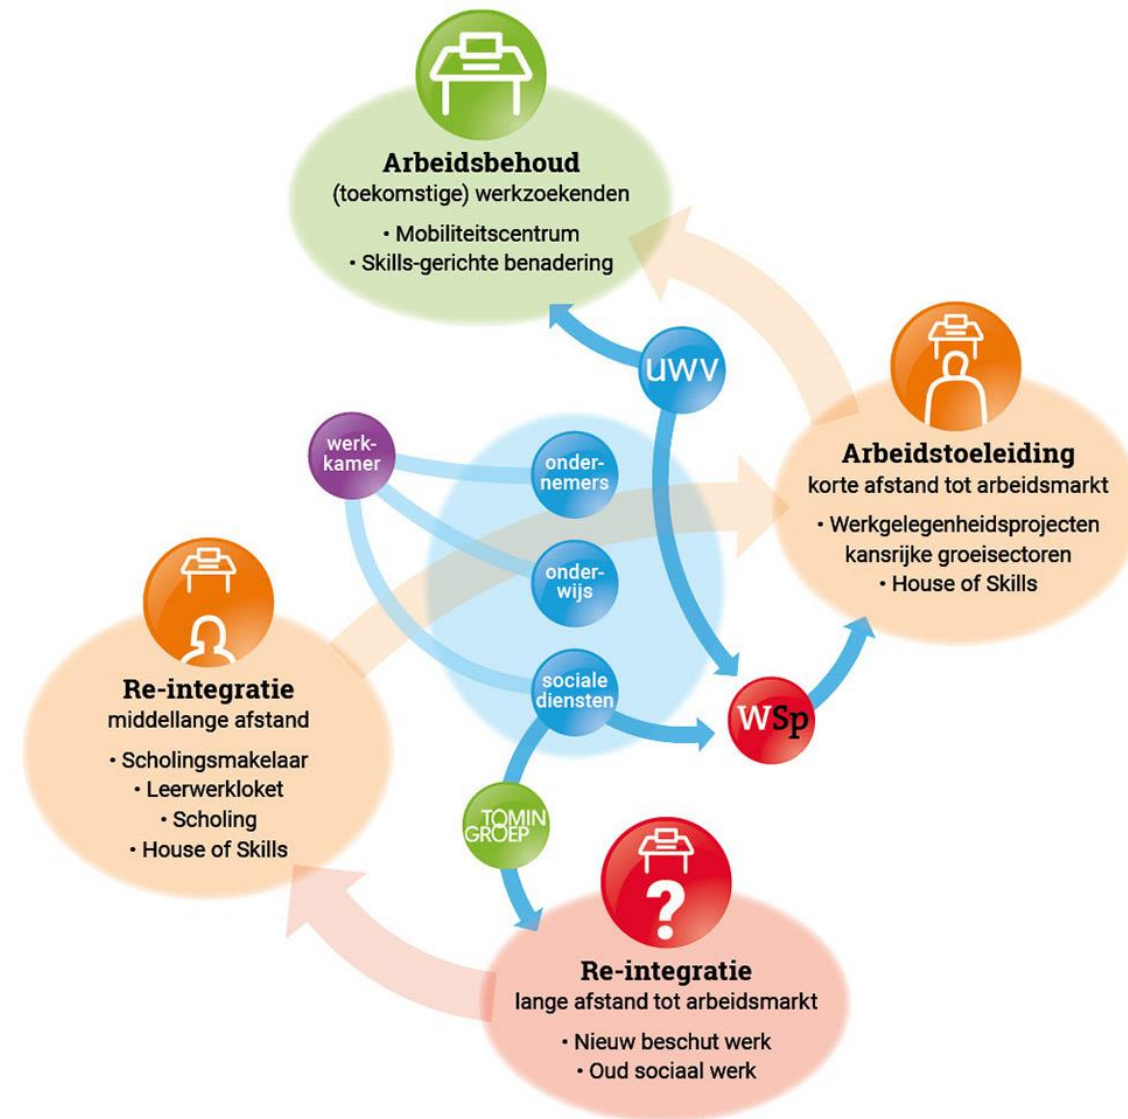 Arbeidsbehoud
(toekomstige) werkzoekenden
• Mobiliteitscentrum
• Skills-gerichte benadering
uwv
Arbeidstoeleiding
korte afstand tot arbeidsmarkt
• Werkgelegenheidsprojecten
kansrijke groeisectoren
• House of Skills
werk-
kamer
onder-
nemers
onder-
wijs
sociale
diensten
WSp
Re-integratie
middellange afstand
• Scholingsmakelaar
• Leerwerkloket
• Scholing
• House of Skills
TOMIN
GROEP
?
Re-integratie
lange afstand tot arbeidsmarkt
• Nieuw beschut werk
• Oud sociaal werk